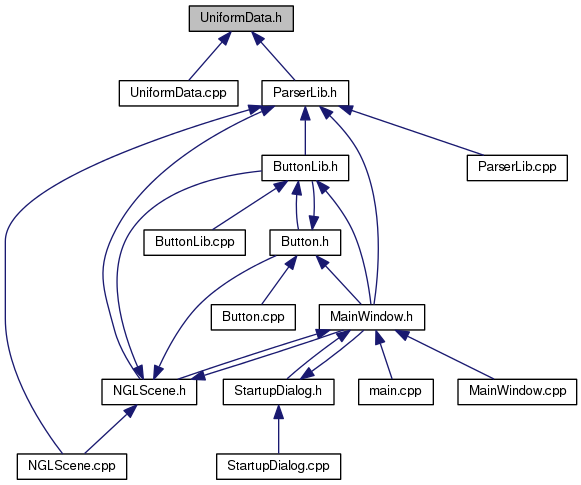 UniformData.h
UniformData.cpp
ParserLib.h
ButtonLib.h
ParserLib.cpp
ButtonLib.cpp
Button.h
Button.cpp
MainWindow.h
NGLScene.h
StartupDialog.h
main.cpp
MainWindow.cpp
NGLScene.cpp
StartupDialog.cpp